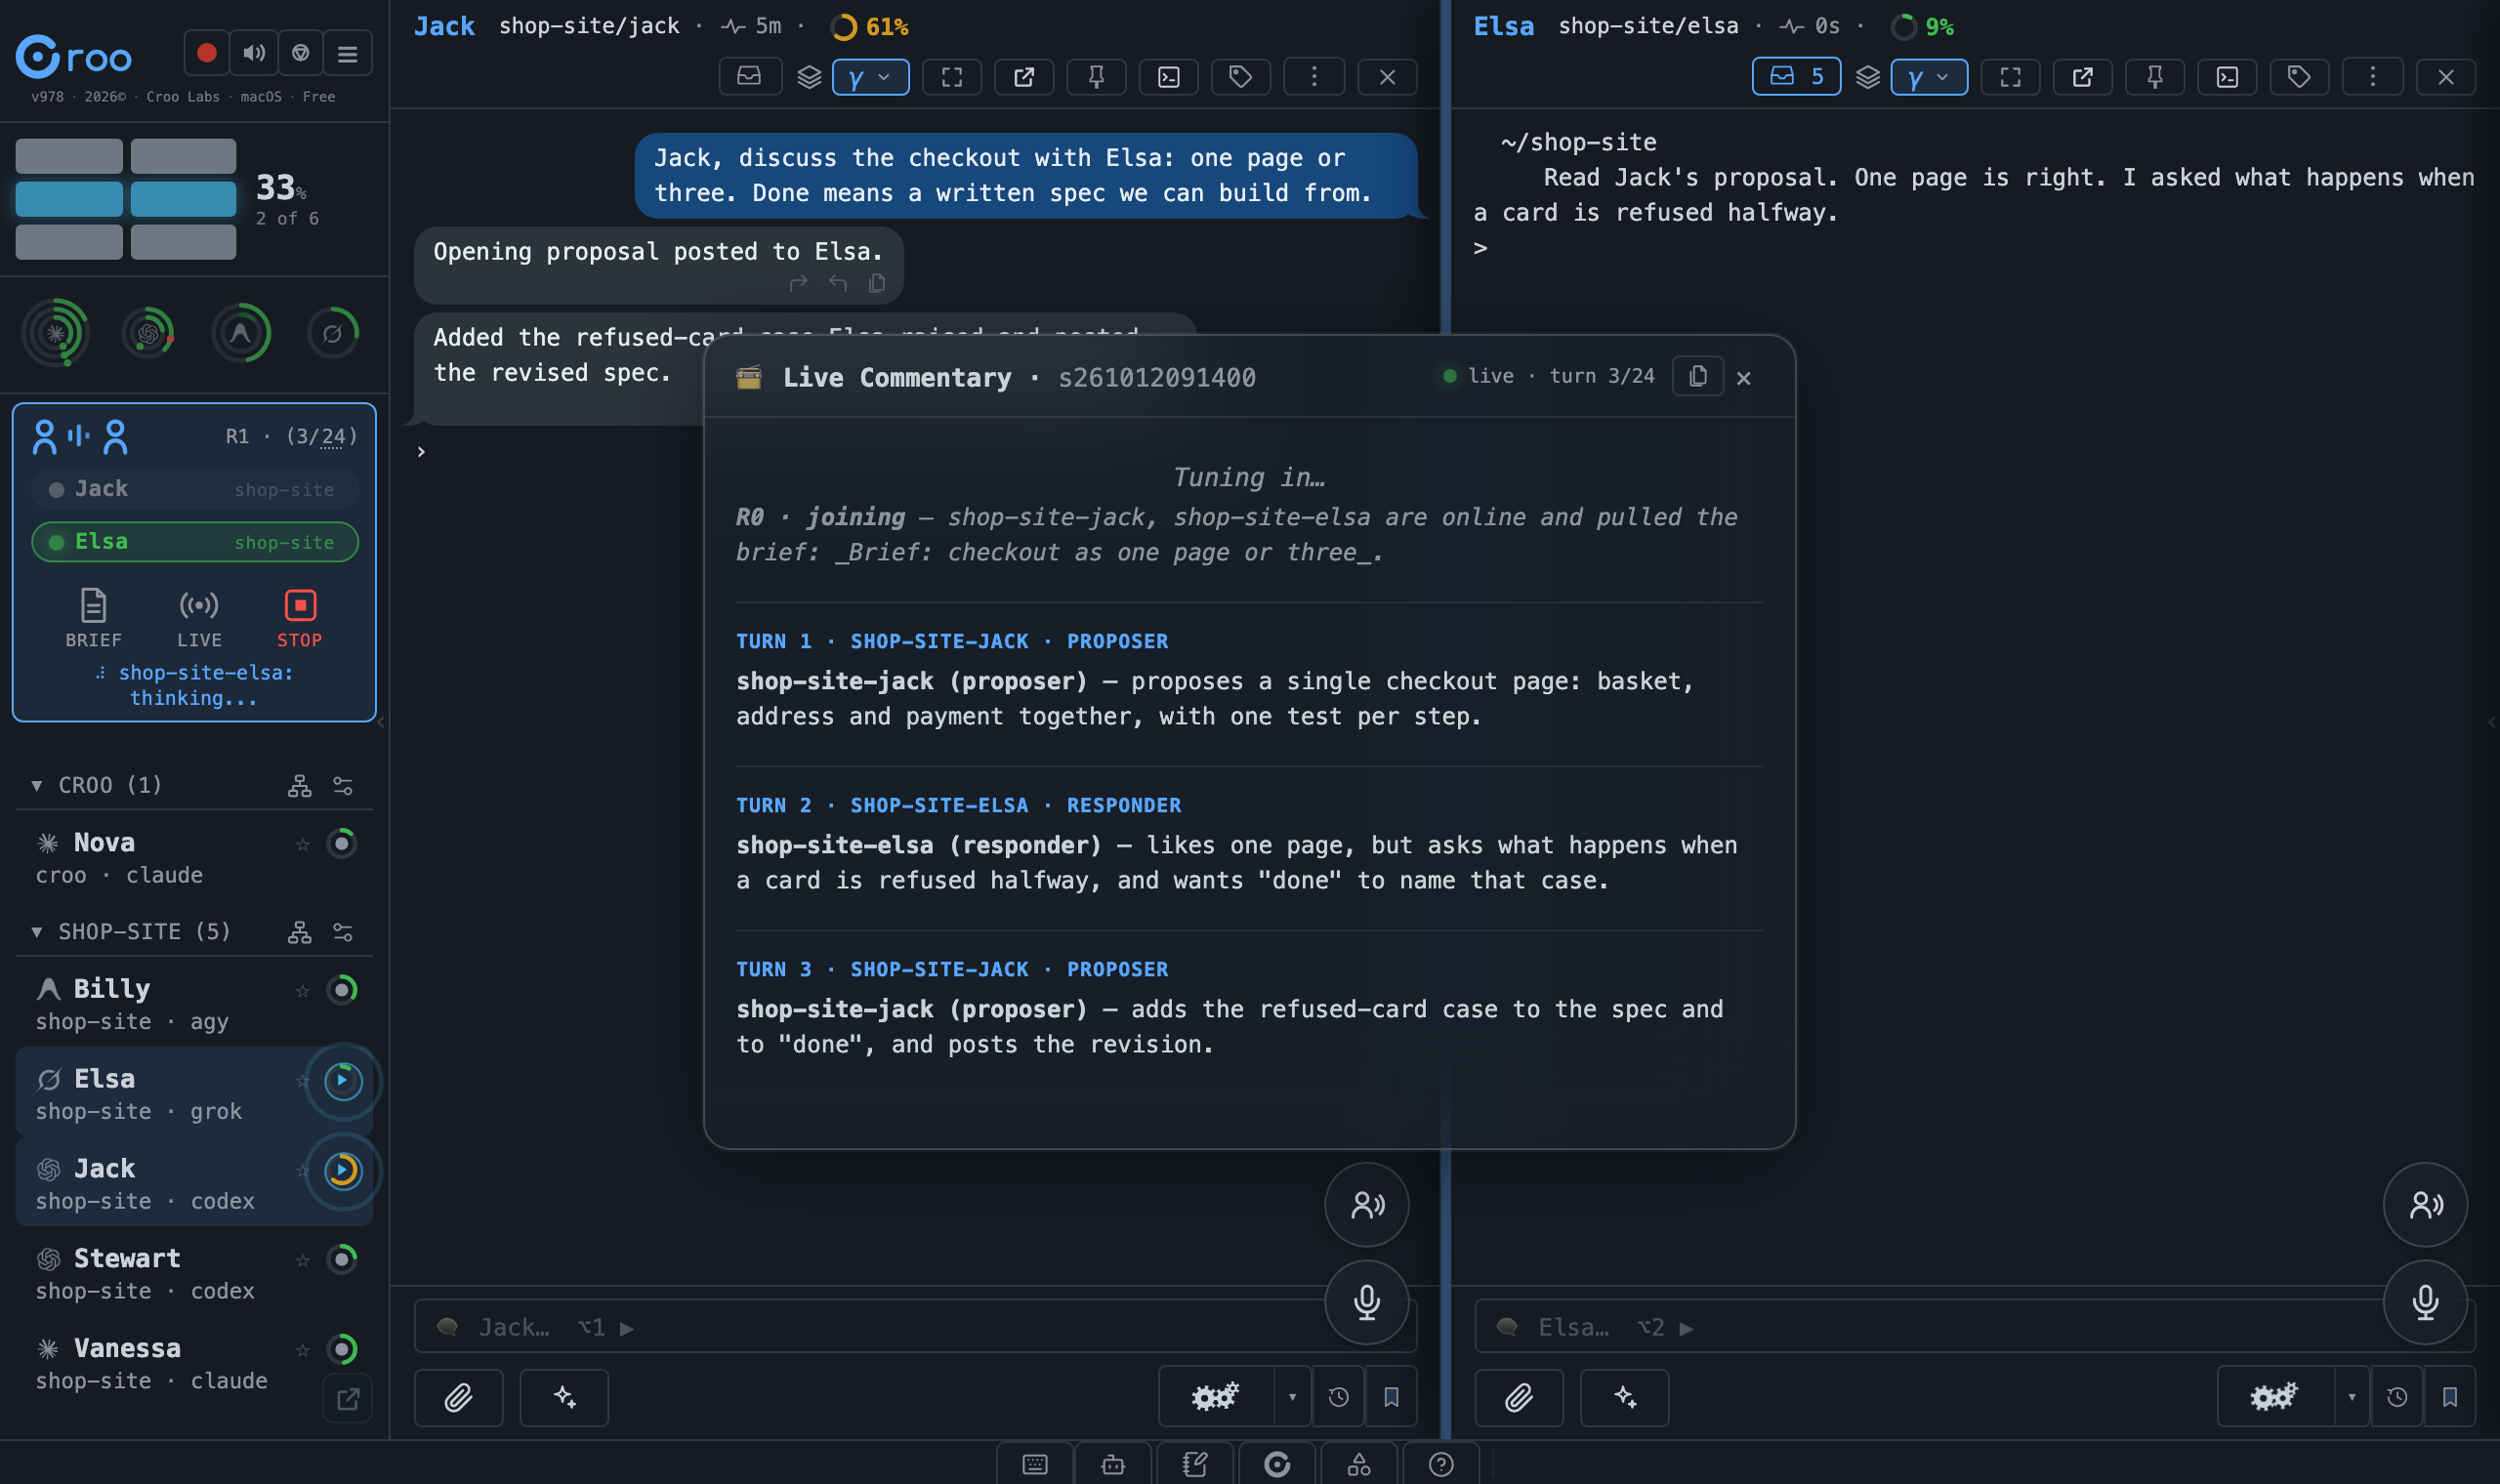 Croo
v978 · 2026© · Croo Labs · macOS · Free
33%
2 of 6
R1 · (3/24)
Jack shop-site
Elsa shop-site
BRIEF LIVE STOP
shop-site-elsa:
thinking...
▼ CROO (1)
Nova
croo · claude
▼ SHOP-SITE (5)
Billy
shop-site · agy
Elsa
shop-site · grok
Jack
shop-site · codex
Stewart
shop-site · codex
Vanessa
shop-site · claude
Jack shop-site/jack · 5m · 61%
γ
Jack, discuss the checkout with Elsa: one page or
three. Done means a written spec we can build from.
Opening proposal posted to Elsa.
Added the refused-card case Elsa raised and posted
the revised spec.
›
Jack… ⌥1 ▶
Elsa shop-site/elsa · 0s · 9%
5 γ
~/shop-site
Read Jack's proposal. One page is right. I asked what happens when
a card is refused halfway.
>
Elsa… ⌥2 ▶
Live Commentary · s261012091400 live · turn 3/24 ×
Tuning in…
R0 · joining — shop-site-jack, shop-site-elsa are online and pulled the
brief: _Brief: checkout as one page or three_.
TURN 1 · SHOP-SITE-JACK · PROPOSER
shop-site-jack (proposer) — proposes a single checkout page: basket,
address and payment together, with one test per step.
TURN 2 · SHOP-SITE-ELSA · RESPONDER
shop-site-elsa (responder) — likes one page, but asks what happens when
a card is refused halfway, and wants "done" to name that case.
TURN 3 · SHOP-SITE-JACK · PROPOSER
shop-site-jack (proposer) — adds the refused-card case to the spec and
to "done", and posts the revision.